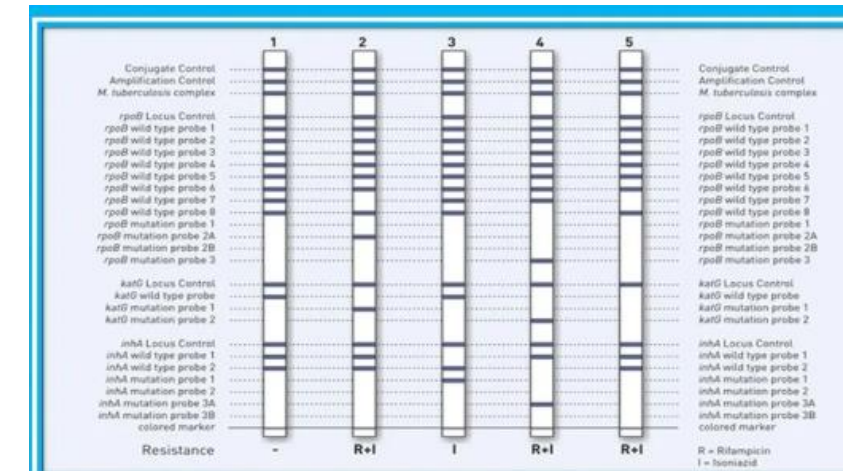 1 2 3 4 5
Conjugate Control Conjugate Control
Amplification Control Amplification Control
M. tuberculosis complex M. tuberculosis complex
rpoB Locus Control rpoB Locus Control
rpoB wild type probe 1 rpoB wild type probe 1
rpoB wild type probe 2 rpoB wild type probe 2
rpoB wild type probe 3 rpoB wild type probe 3
rpoB wild type probe 4 rpoB wild type probe 4
rpoB wild type probe 5 rpoB wild type probe 5
rpoB wild type probe 6 rpoB wild type probe 6
rpoB wild type probe 7 rpoB wild type probe 7
rpoB wild type probe 8 rpoB wild type probe 8
rpoB mutation probe 1 rpoB mutation probe 1
rpoB mutation probe 2A rpoB mutation probe 2A
rpoB mutation probe 2B rpoB mutation probe 2B
rpoB mutation probe 3 rpoB mutation probe 3
katG Locus Control katG Locus Control
katG wild type probe katG wild type probe
katG mutation probe 1 katG mutation probe 1
katG mutation probe 2 katG mutation probe 2
inhA Locus Control inhA Locus Control
inhA wild type probe 1 inhA wild type probe 1
inhA wild type probe 2 inhA wild type probe 2
inhA mutation probe 1 inhA mutation probe 1
inhA mutation probe 2 inhA mutation probe 2
inhA mutation probe 3A inhA mutation probe 3A
inhA mutation probe 3B inhA mutation probe 3B
colored marker colored marker
Resistance - R+I I R+I R+I R = Rifampicin
I = Isoniazid